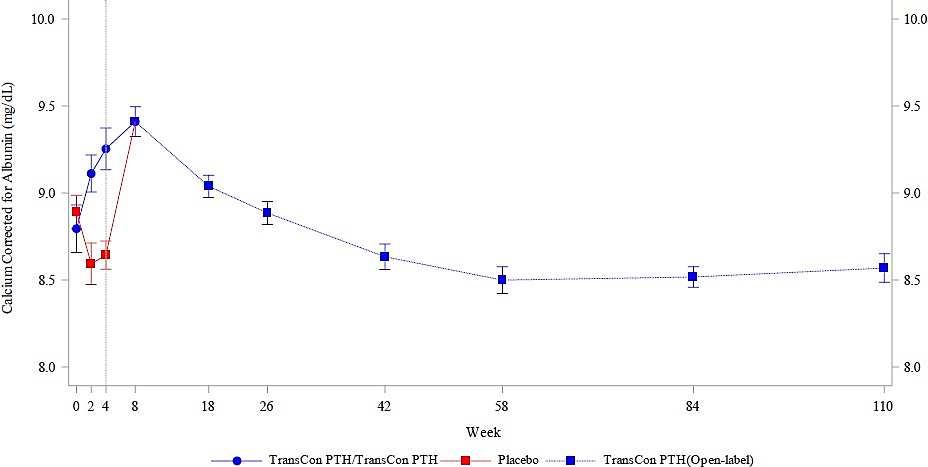 Calcium Corrected for Albumin (mg/dL)
10.0 10.0
9.5 9.5
9.0 9.0
8.5 8.5
8.0 8.0
0 2 4 8 18 26 42 58 84 110
Week
TransCon PTH/TransCon PTH Placebo TransCon PTH(Open-label)